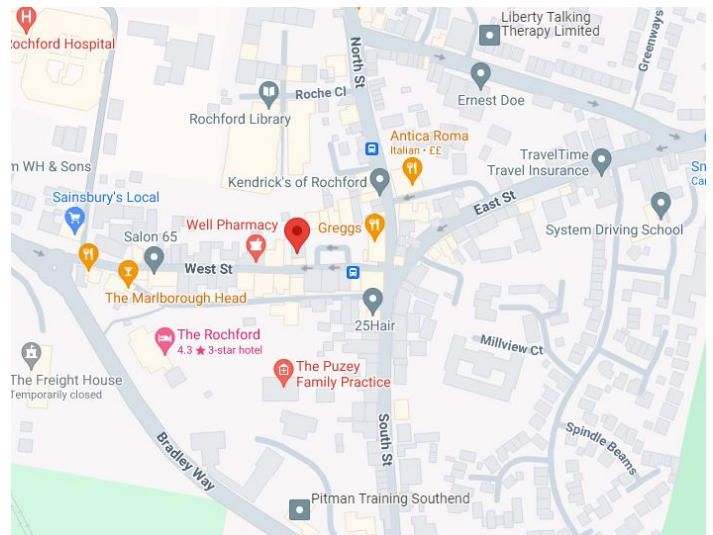 Rochford Hospital
Liberty Talking
Therapy Limited
Greenways
North St
Roche Cl
Ernest Doe
Rochford Library
Antica Roma
Italian • ££
TravelTime
Travel Insurance
m WH & Sons
Kendrick's of Rochford
Sn
Ca
Sainsbury's Local
East St
Well Pharmacy
Greggs
System Driving School
Salon 65
West St
The Marlborough Head
25Hair
The Rochford
4.3 ★ 3-star hotel
Millview Ct
The Freight House
Temporarily closed
The Puzey
Family Practice
South St
Bradley Way
Spindle Beams
Pitman Training Southend